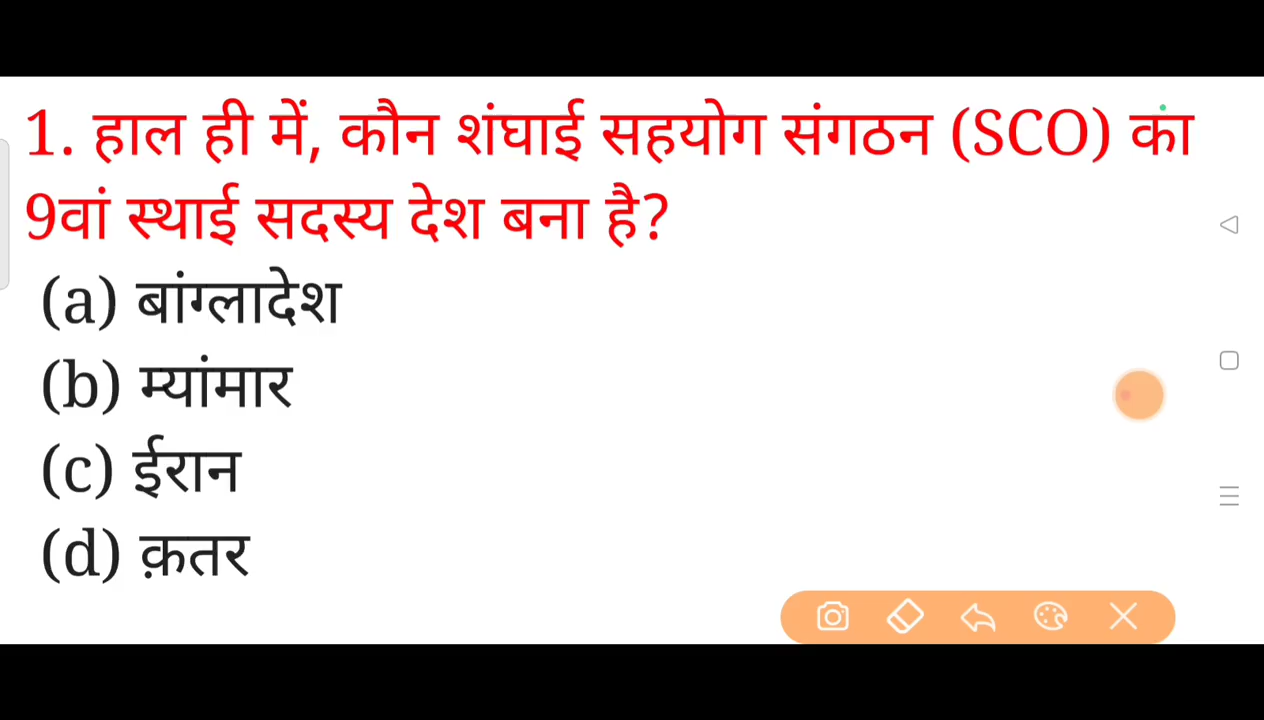 1. हाल ही में, कौन शंघाई सहयोग संगठन (SCO) का
9वां स्थाई सदस्य देश बना है?
(a) बांग्लादेश
(b) म्यांमार
(c) ईरान
(d) क़तर